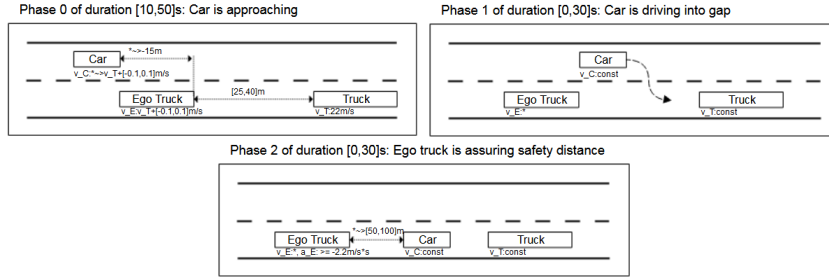 Phase 0 of duration [10,50]s: Car is approaching
Car
*~>-15m
v_C:*~>v_T+[-0.1,0.1]m/s
[25,40]m
Ego Truck
Truck
v_E:v_T+[-0.1,0.1]m/s
v_T:22m/s
Phase 1 of duration [0,30]s: Car is driving into gap
Car
v_C:const
Ego Truck
Truck
v_E:*
v_T:const
Phase 2 of duration [0,30]s: Ego truck is assuring safety distance
*~>[50,100]m
Ego Truck
Car
Truck
v_E:*, a_E: >= -2.2m/s*s
v_C:const
v_T:const